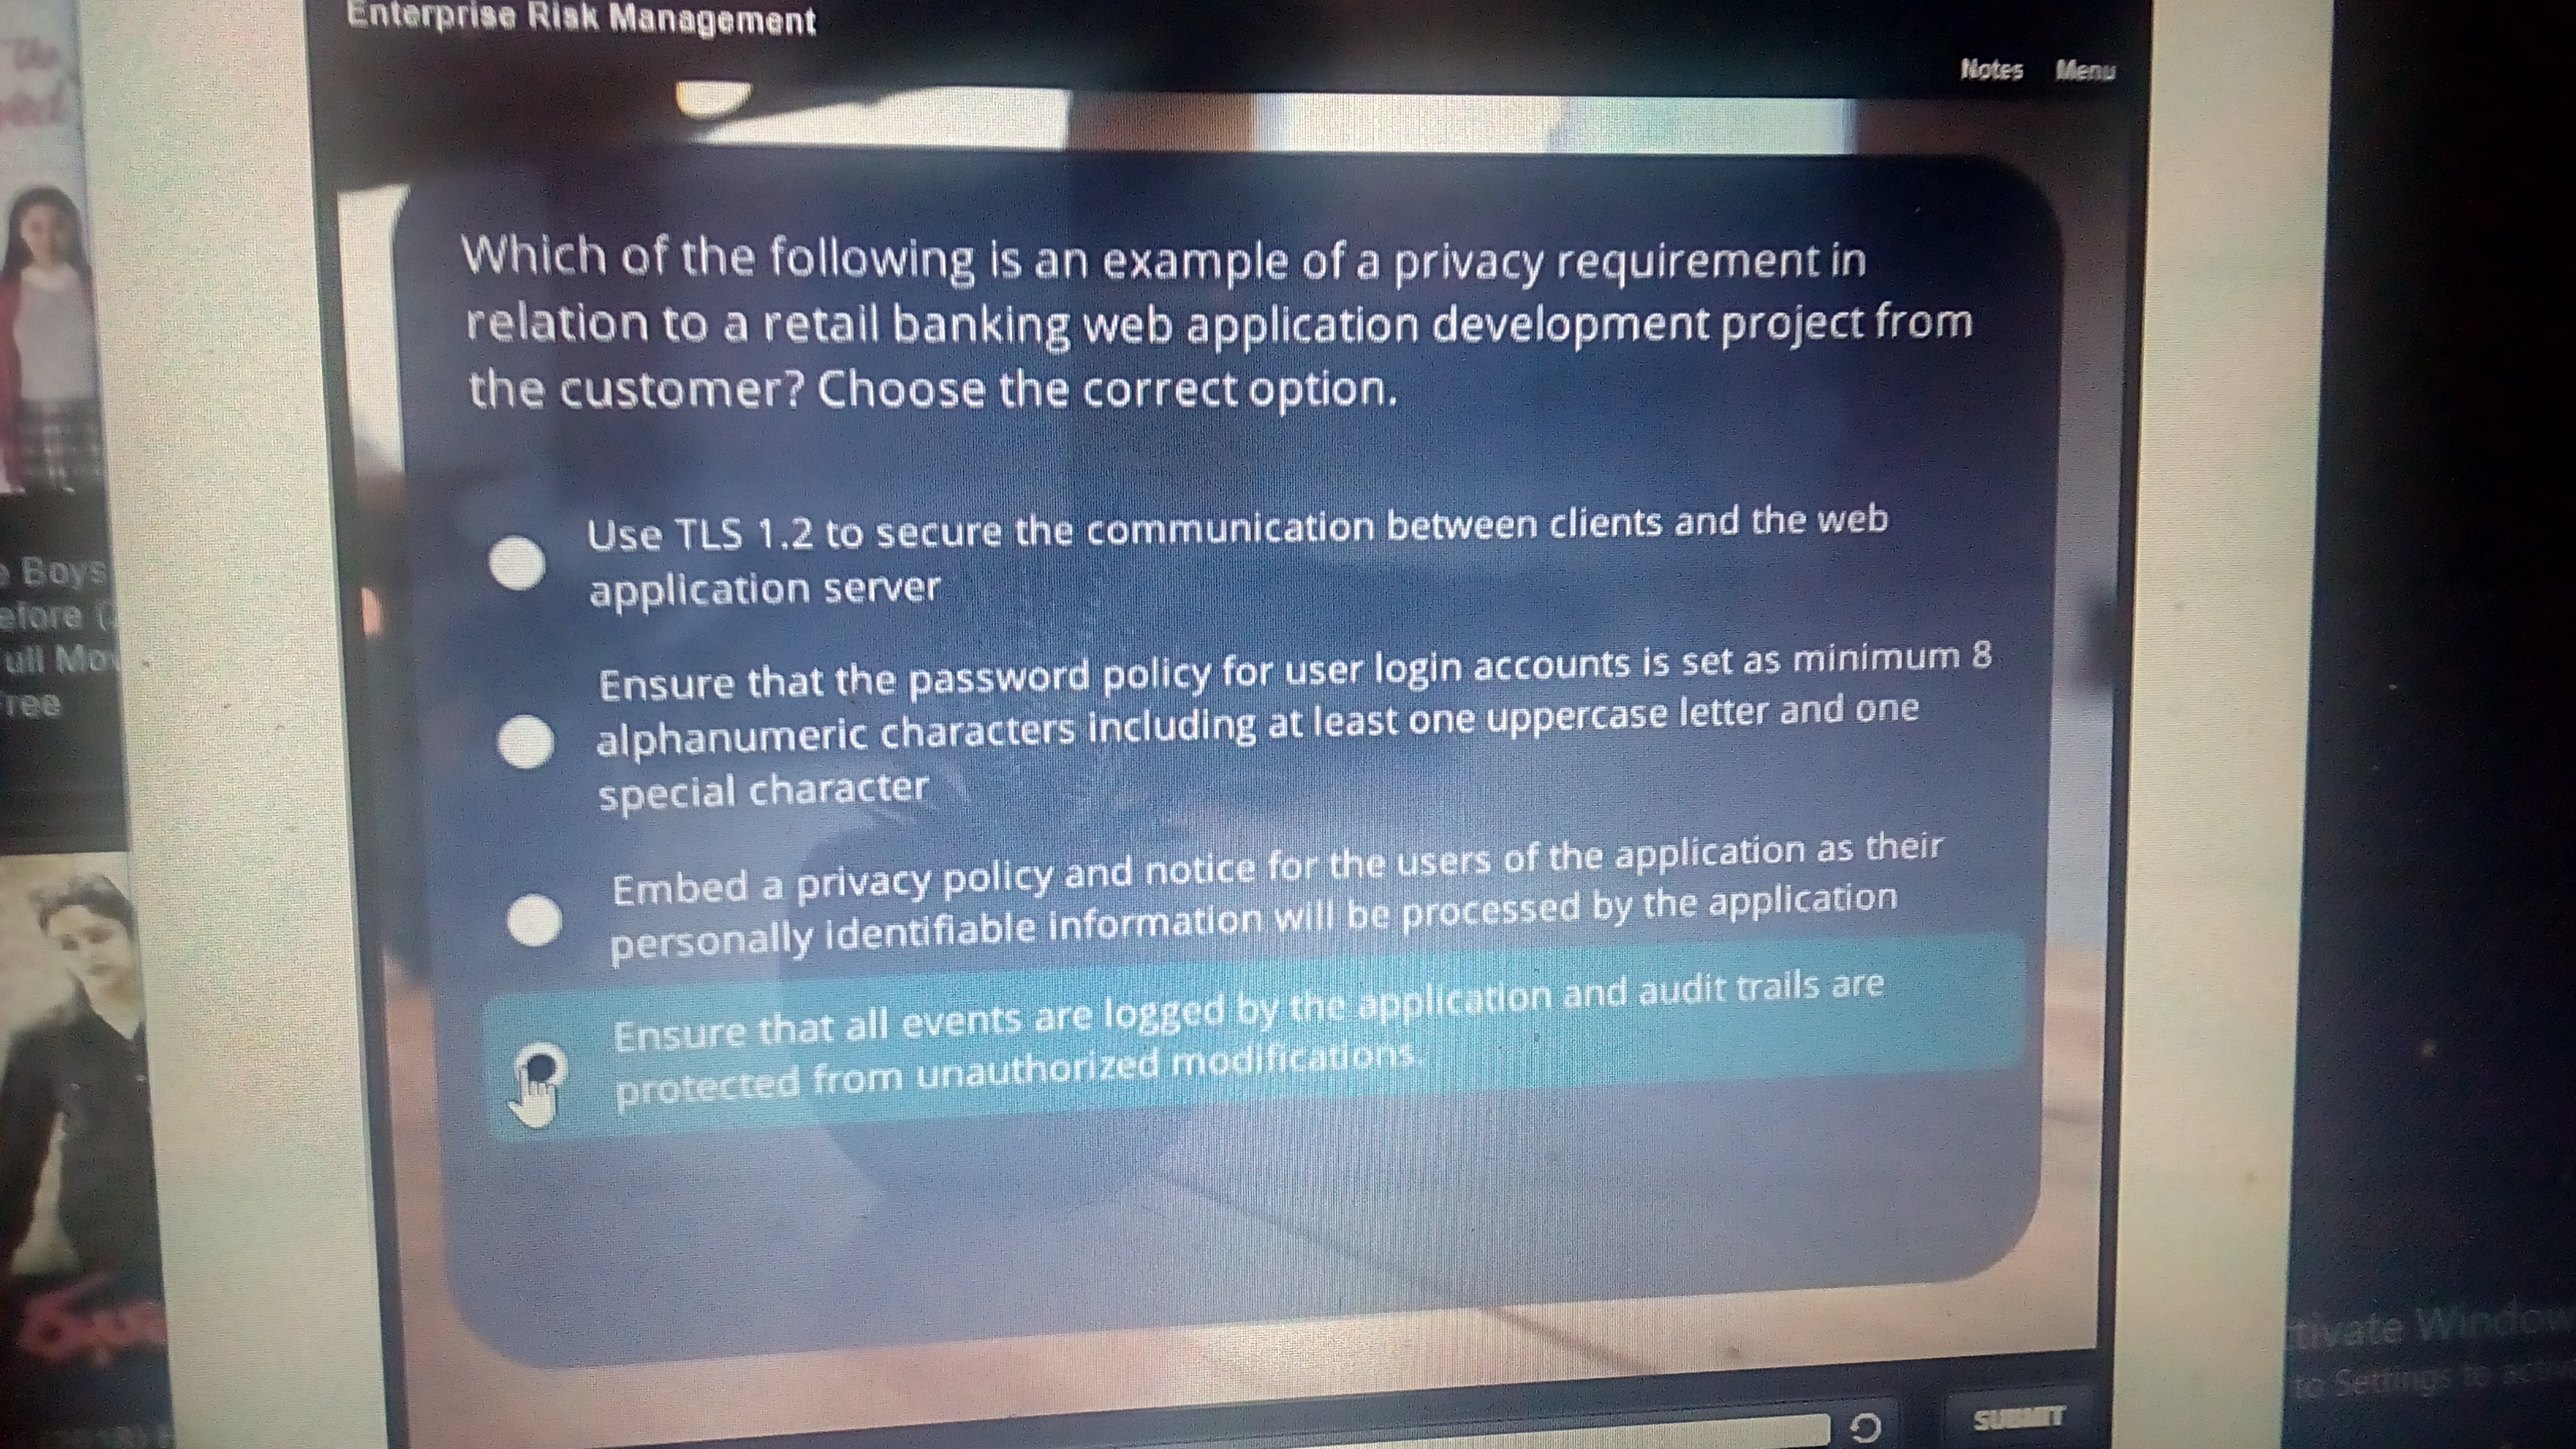 Enterprise Risk Management
Notes Menu
Which of the following is an example of a privacy requirement in
relation to a retail banking web application development project from
the customer? Choose the correct option.
Use TLS 1.2 to secure the communication between clients and the web
application server
Ensure that the password policy for user login accounts is set as minimum 8
alphanumeric characters including at least one uppercase letter and one
special character
Embed a privacy policy and notice for the users of the application as their
personally identifiable information will be processed by the application
Ensure that all events are logged by the application and audit trails are
protected from unauthorized modifications.
SUBMIT
Boys
efore
ull Mov
ree
tivate Window
to Settings to